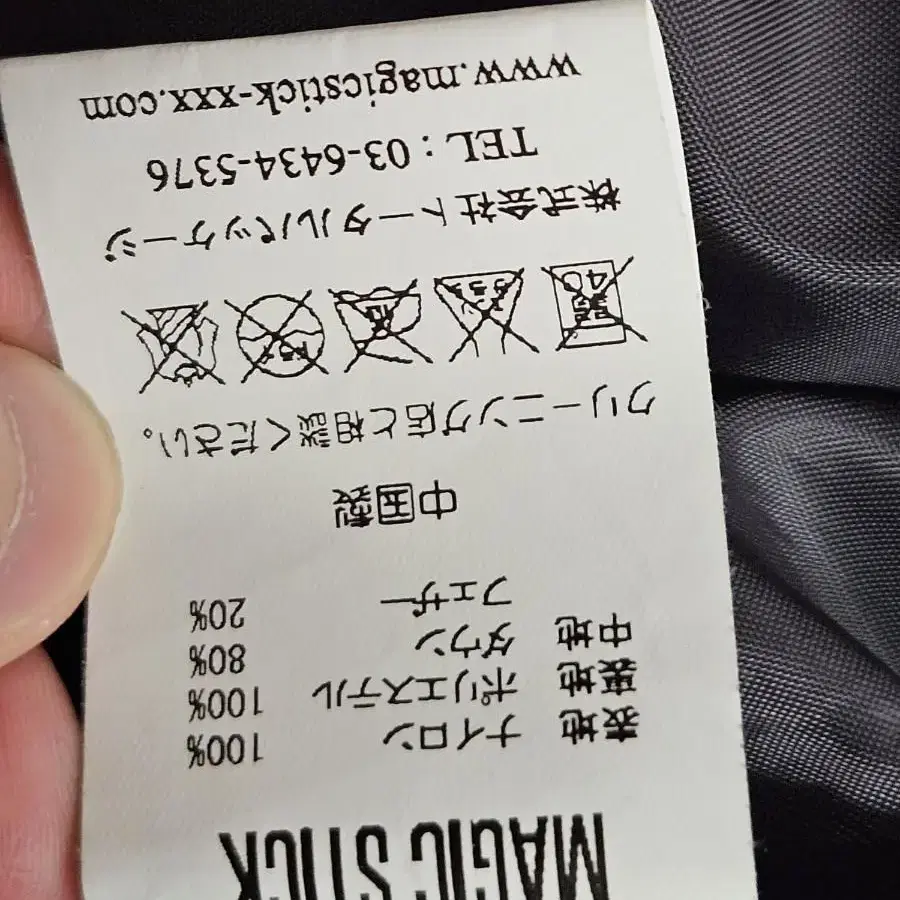 MAGIC STICK
表地 ナイロン 100%
裏地 ポリエステル 100%
中地 ダウン 80%
フェザー 20%
中国製
クリーニング店と相談ください。
株式会社トータルパッケージ
TEL : 03-6434-5376
www.magicstick-xxx.com